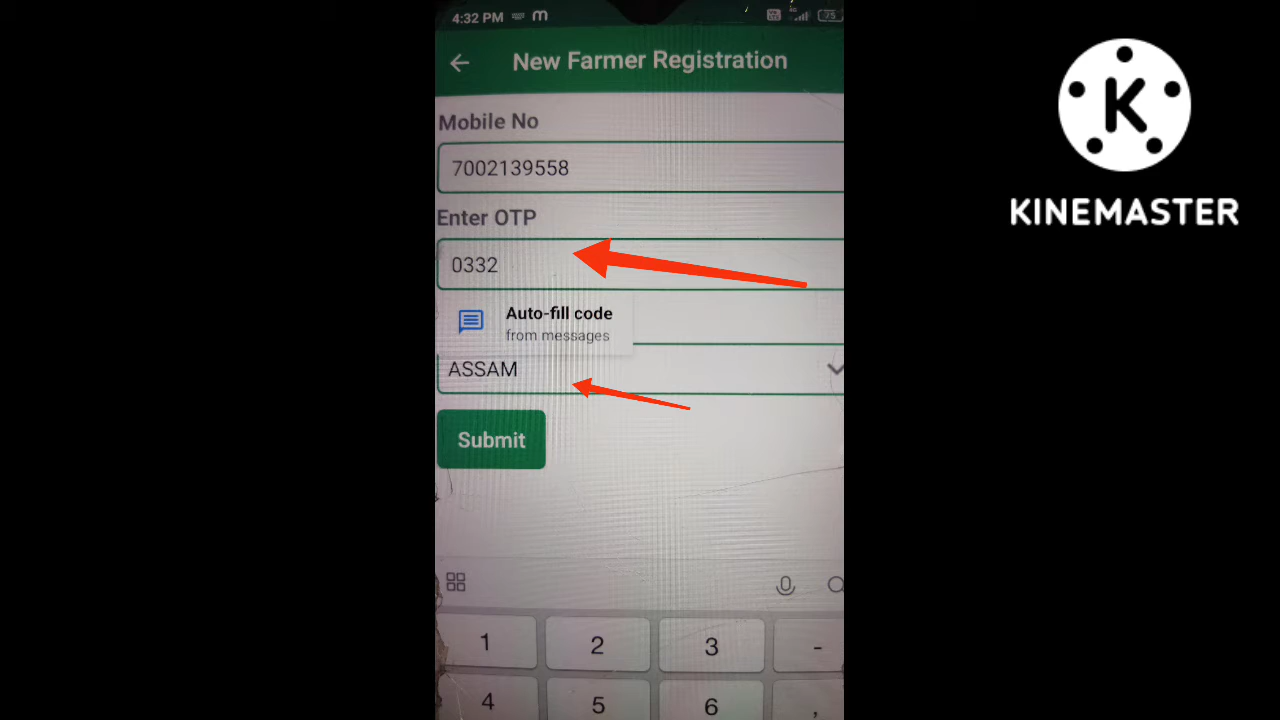 4:32 PM
New Farmer Registration
Mobile No
7002139558
Enter OTP
0332
Auto-fill code
from messages
ASSAM
Submit
1 2 3 -
4 5 6 ,
K
KINEMASTER
75